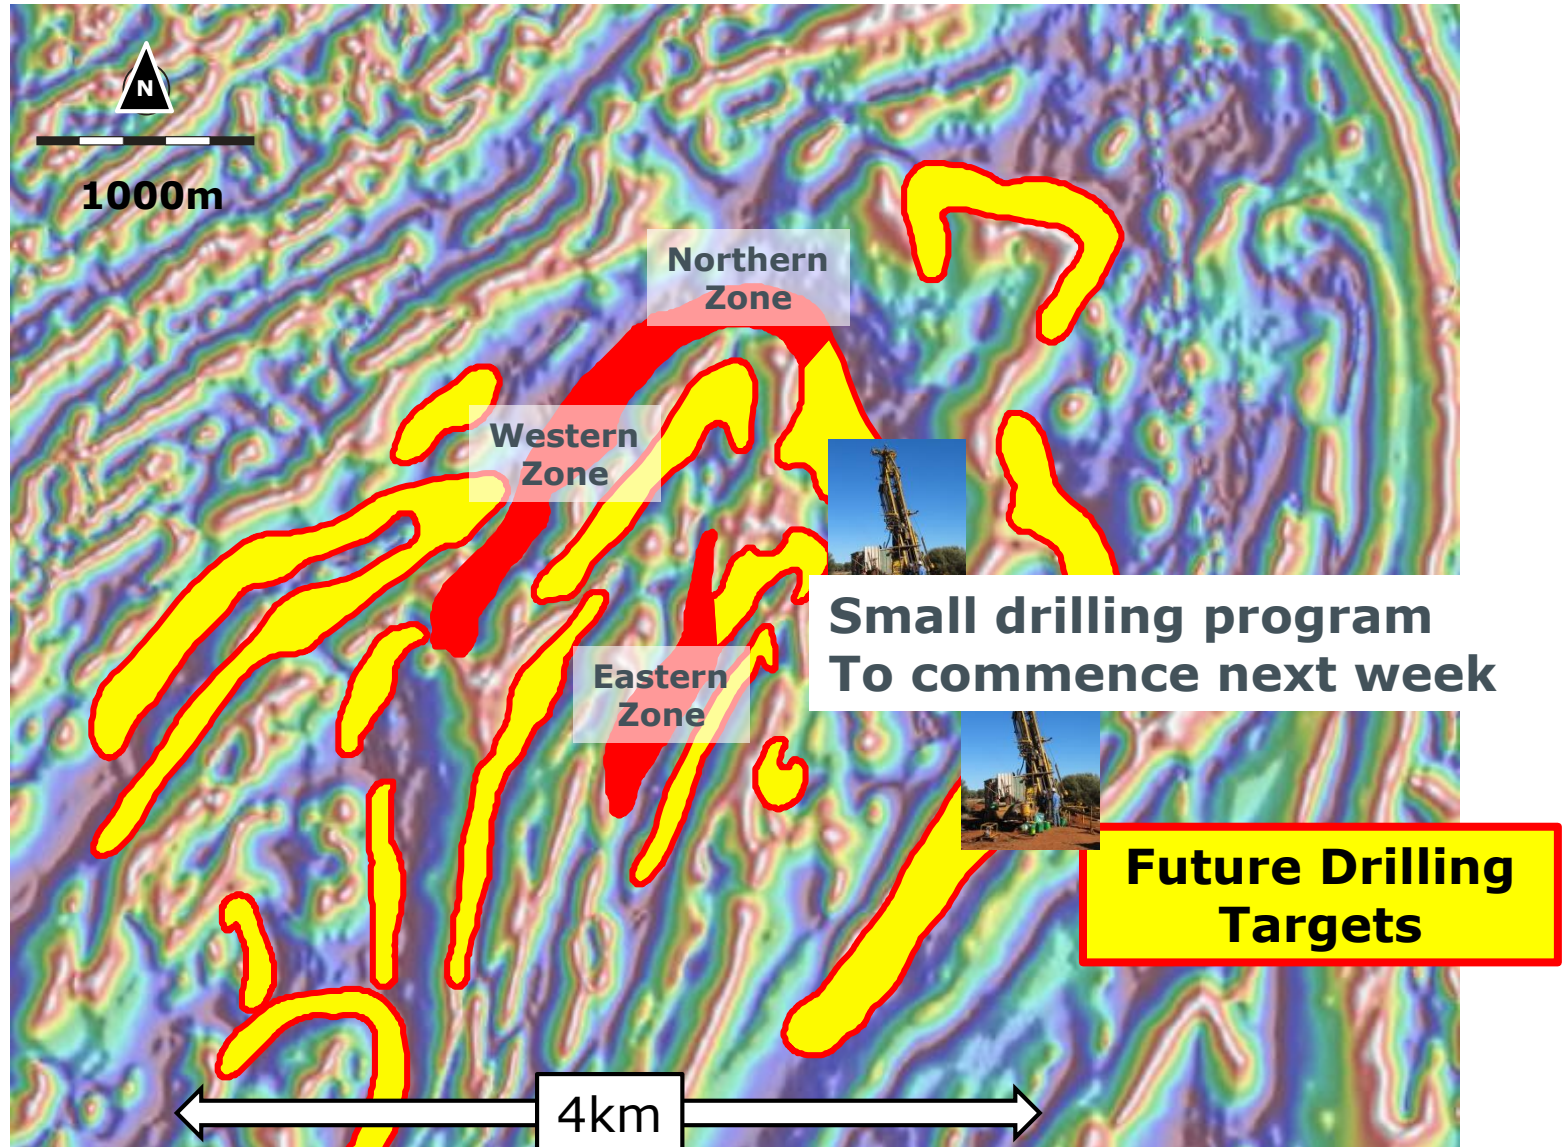 N
1000m
Northern
Zone
Western
Zone
Eastern
Zone
Small drilling program
To commence next week
Future Drilling
Targets
4km